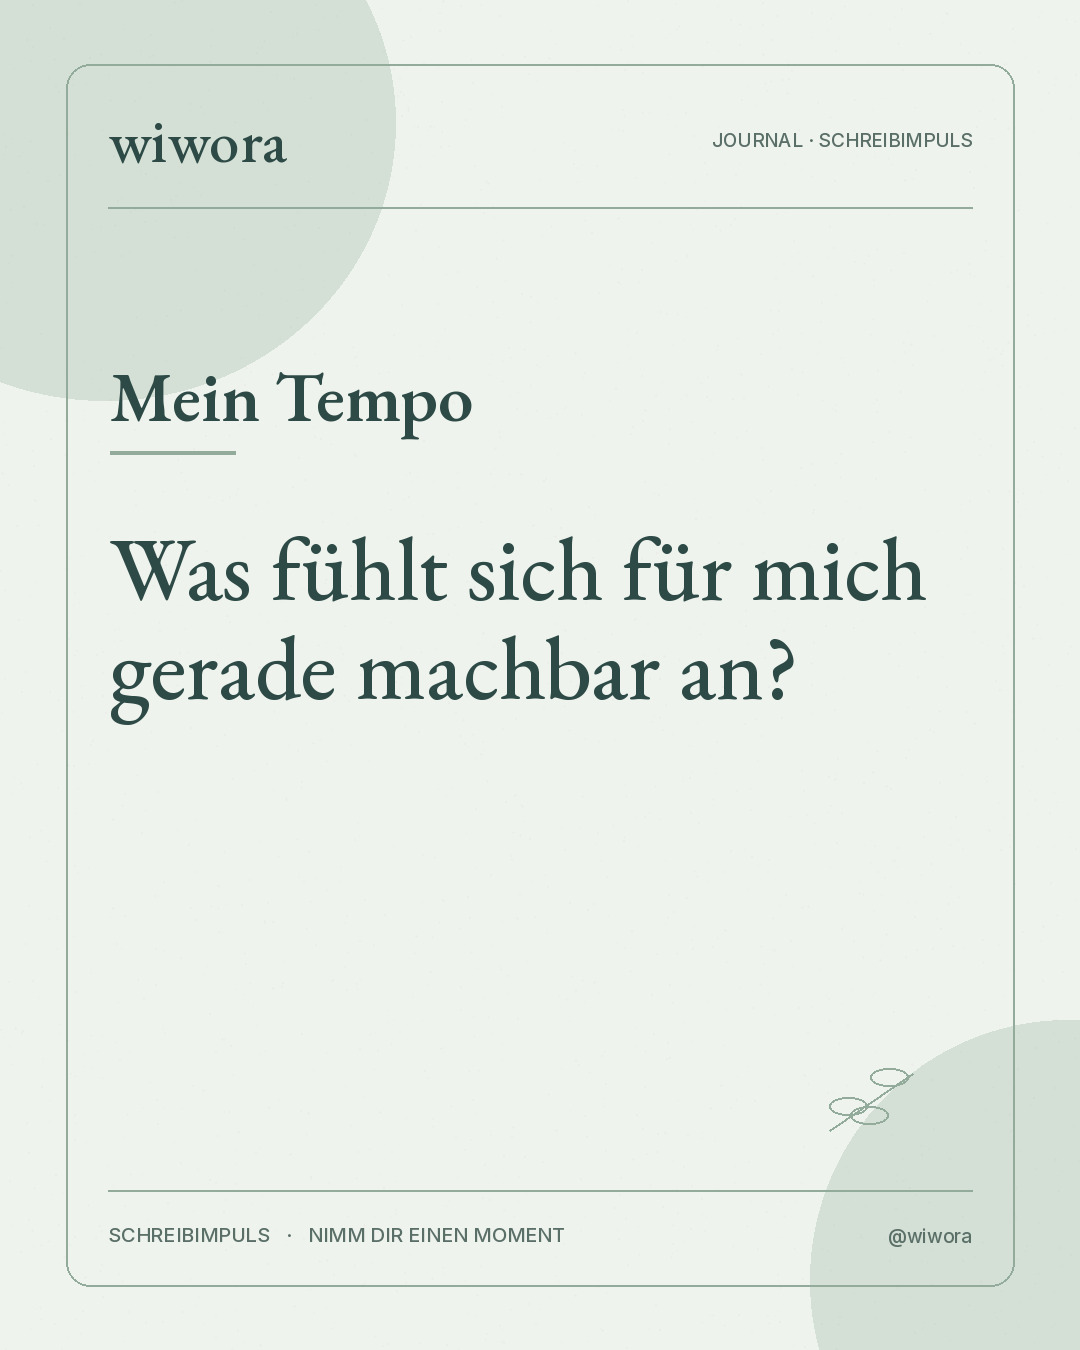 wiwora
JOURNAL · SCHREIBIMPULS
Mein Tempo
Was fühlt sich für mich
gerade machbar an?
SCHREIBIMPULS · NIMM DIR EINEN MOMENT
@wiwora